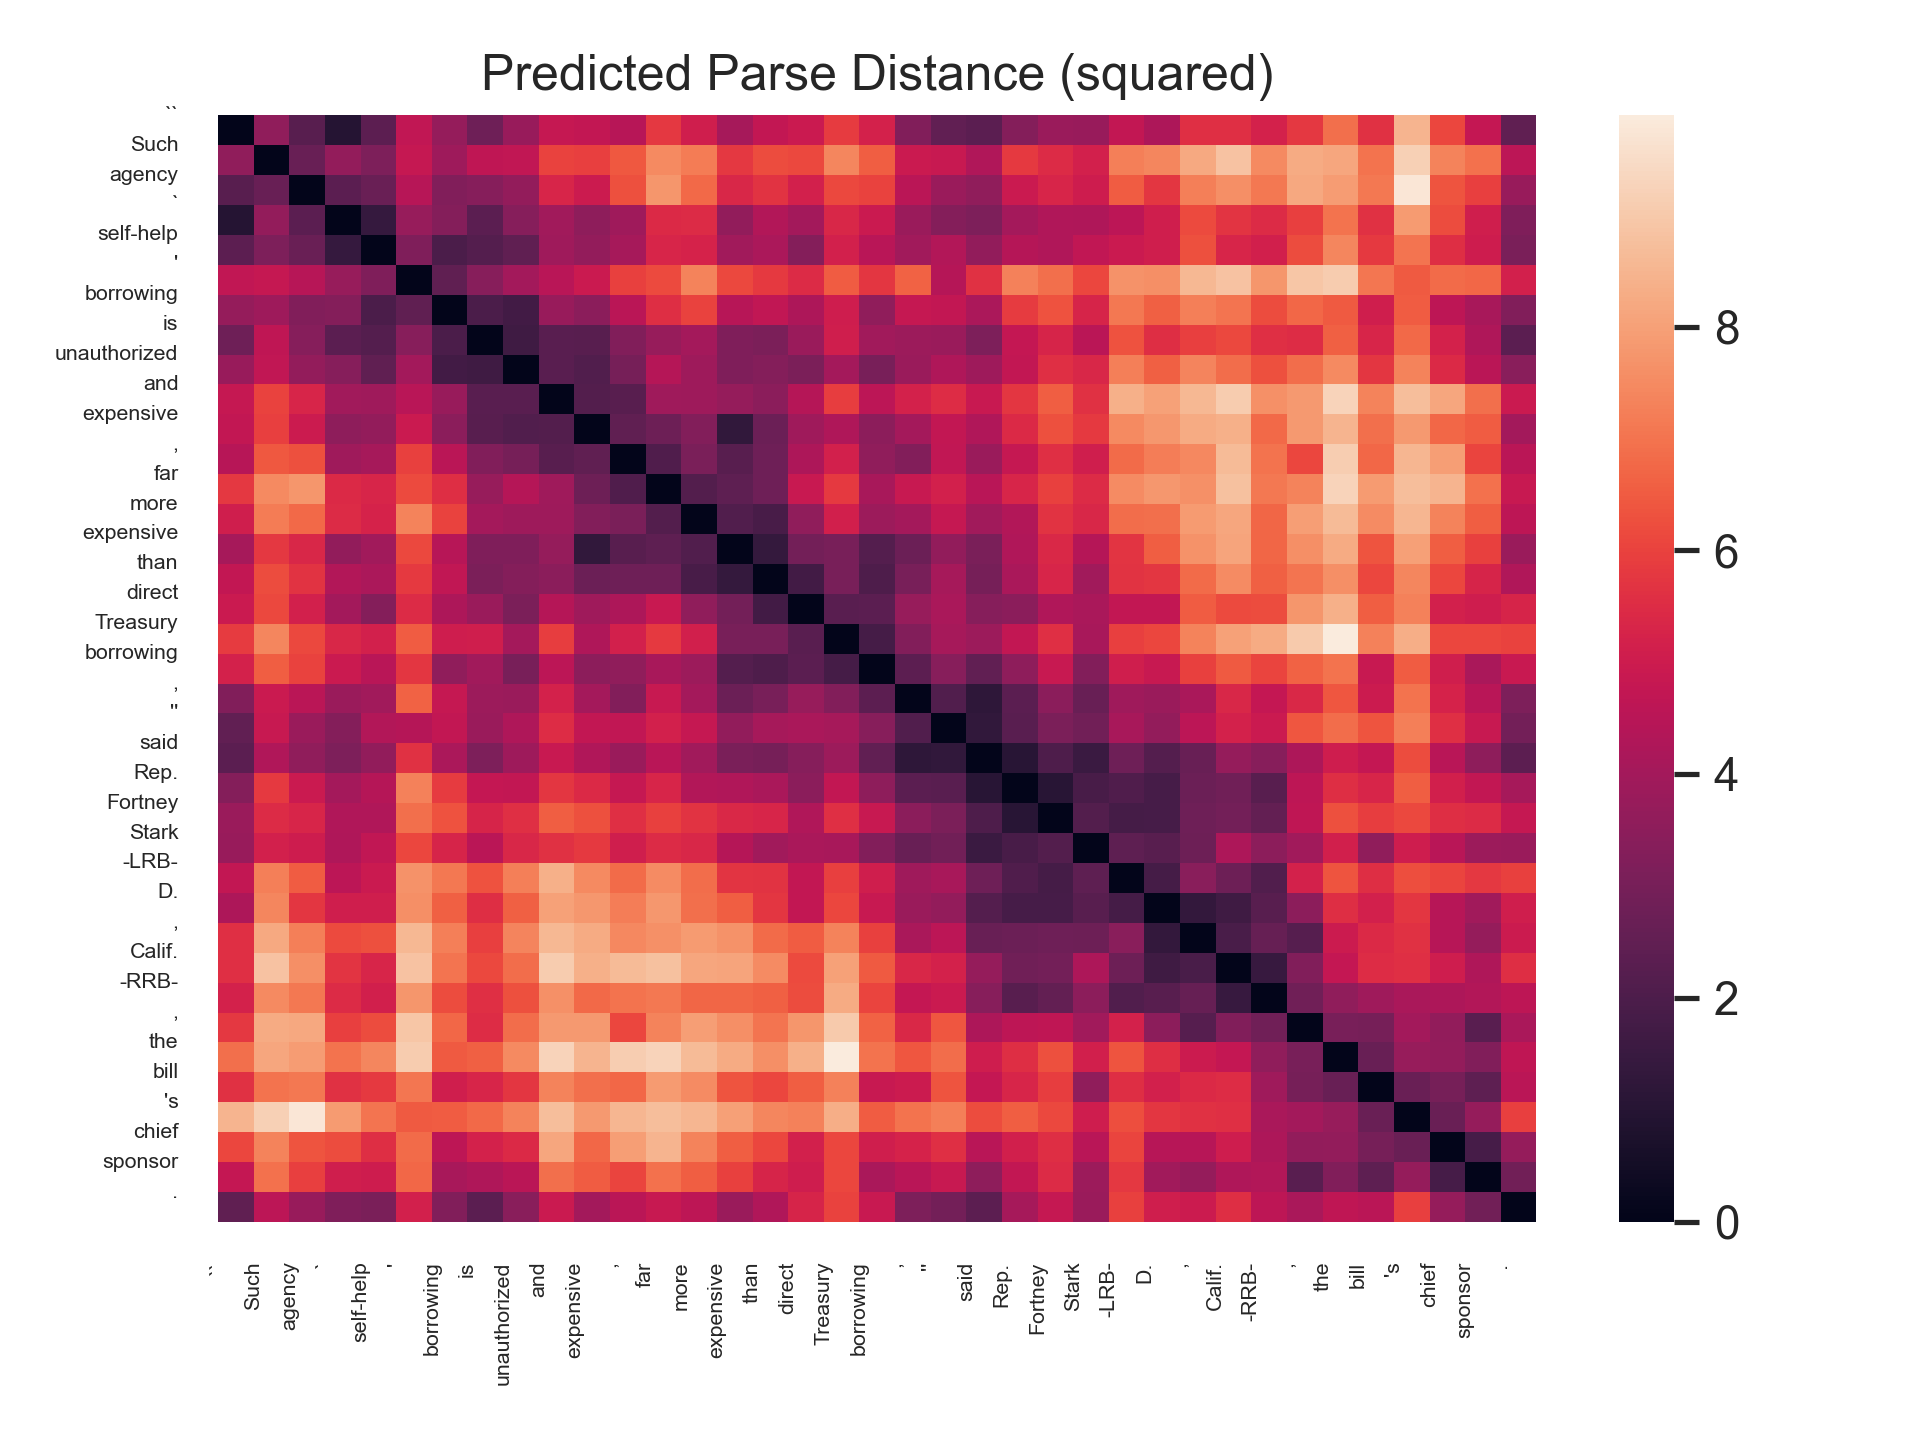 Predicted Parse Distance (squared)
``
Such
agency
`
self-help
'
borrowing
is
unauthorized
and
expensive
,
far
more
expensive
than
direct
Treasury
borrowing
,
''
said
Rep.
Fortney
Stark
-LRB-
D.
,
Calif.
-RRB-
,
the
bill
's
chief
sponsor
.
8
6
4
2
0
`` Such agency ` self-help ' borrowing is unauthorized and expensive , far more expensive than direct Treasury borrowing , '' said Rep. Fortney Stark -LRB- D. , Calif. -RRB- , the bill 's chief sponsor .